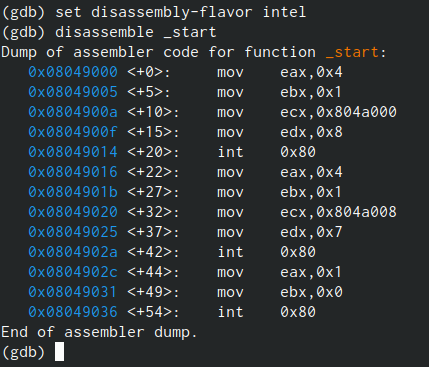 (gdb) set disassembly-flavor intel
(gdb) disassemble _start
Dump of assembler code for function _start:
   0x08049000 <+0>:     mov    eax,0x4
   0x08049005 <+5>:     mov    ebx,0x1
   0x0804900a <+10>:    mov    ecx,0x804a000
   0x0804900f <+15>:    mov    edx,0x8
   0x08049014 <+20>:    int    0x80
   0x08049016 <+22>:    mov    eax,0x4
   0x0804901b <+27>:    mov    ebx,0x1
   0x08049020 <+32>:    mov    ecx,0x804a008
   0x08049025 <+37>:    mov    edx,0x7
   0x0804902a <+42>:    int    0x80
   0x0804902c <+44>:    mov    eax,0x1
   0x08049031 <+49>:    mov    ebx,0x0
   0x08049036 <+54>:    int    0x80
End of assembler dump.
(gdb)